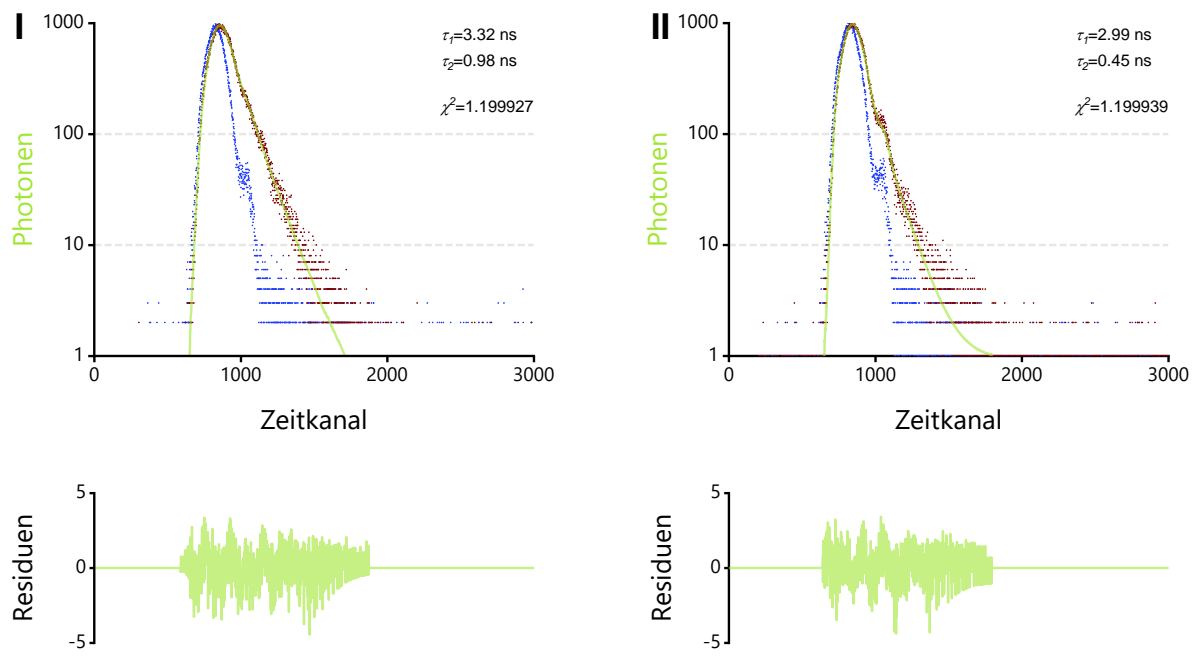 I
1000
100
10
1
Photonen
τ1=3.32 ns
τ2=0.98 ns
χ2=1.199927
0
1000
2000
3000
Zeitkanal
5
0
-5
Residuen
II
1000
100
10
1
Photonen
τ1=2.99 ns
τ2=0.45 ns
χ2=1.199939
0
1000
2000
3000
Zeitkanal
5
0
-5
Residuen